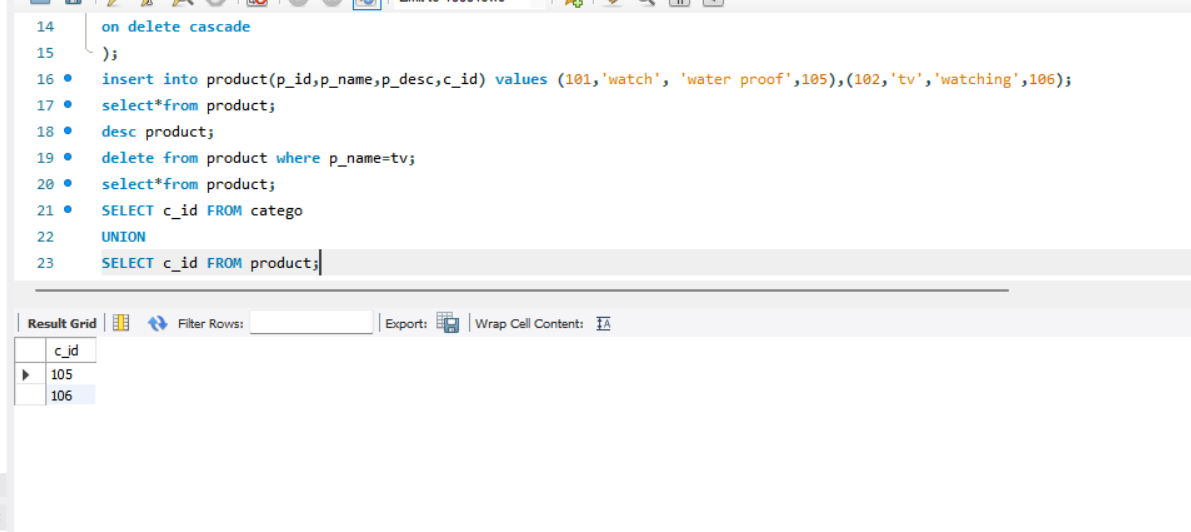 14 on delete cascade
15 );
16 insert into product(p_id,p_name,p_desc,c_id) values (101,'watch', 'water proof',105),(102,'tv','watching',106);
17 select*from product;
18 desc product;
19 delete from product where p_name=tv;
20 select*from product;
21 SELECT c_id FROM catego
22 UNION
23 SELECT c_id FROM product;
Result Grid Filter Rows: Export: Wrap Cell Content:
c_id
105
106